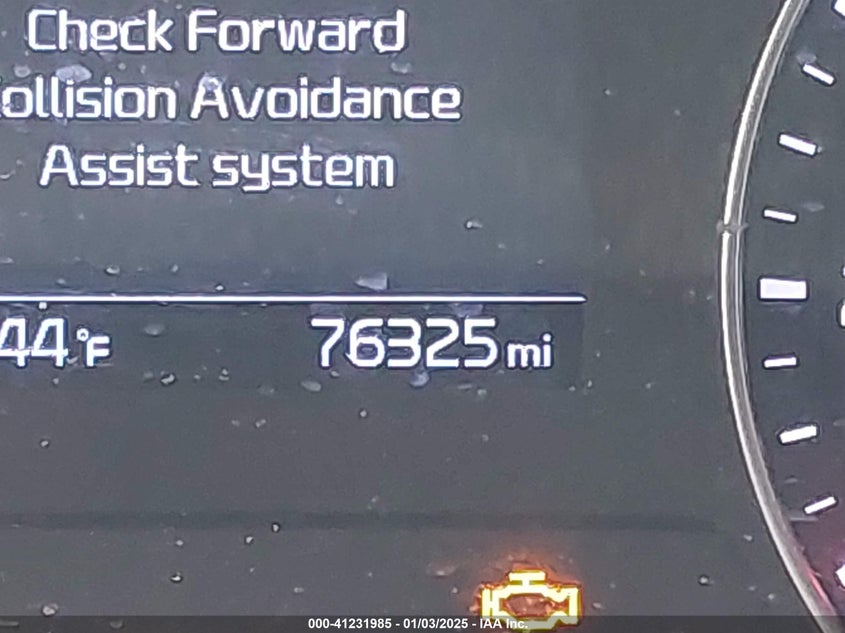 Check Forward
ollision Avoidance
Assist system
44°F 76325 mi
000-41231985 - 01/03/2025 - IAA Inc.